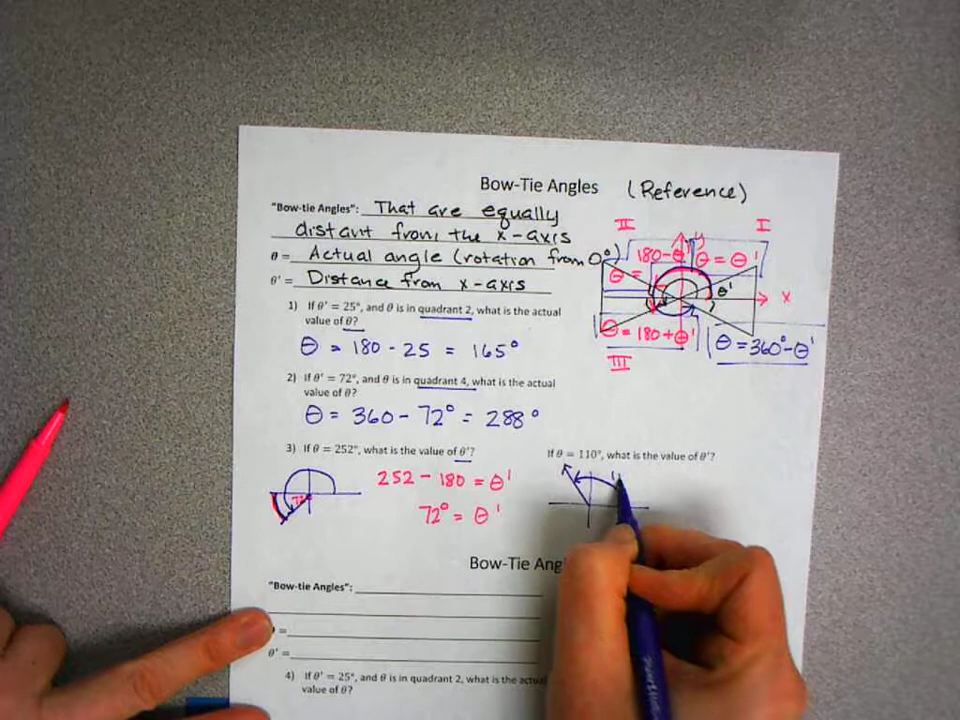 Bow-Tie Angles (Reference)
"Bow-tie Angles": That are equally
distant from the x-axis
θ = Actual angle (rotation from 0°)
θ' = Distance from x-axis
II I
y
180-θ' θ = θ'
θ =
θ' x
θ = 180+θ' θ = 360°-θ'
III
1) If θ' = 25°, and θ is in quadrant 2, what is the actual
value of θ?
θ = 180 - 25 = 165°
2) If θ' = 72°, and θ is in quadrant 4, what is the actual
value of θ?
θ = 360 - 72° = 288°
3) If θ = 252°, what is the value of θ'? If θ = 110°, what is the value of θ'?
72° 252 - 180 = θ'
72° = θ'
Bow-Tie Ang
"Bow-tie Angles":
=
θ' =
4) If θ' = 25°, and θ is in quadrant 2, what is the actual
value of θ?